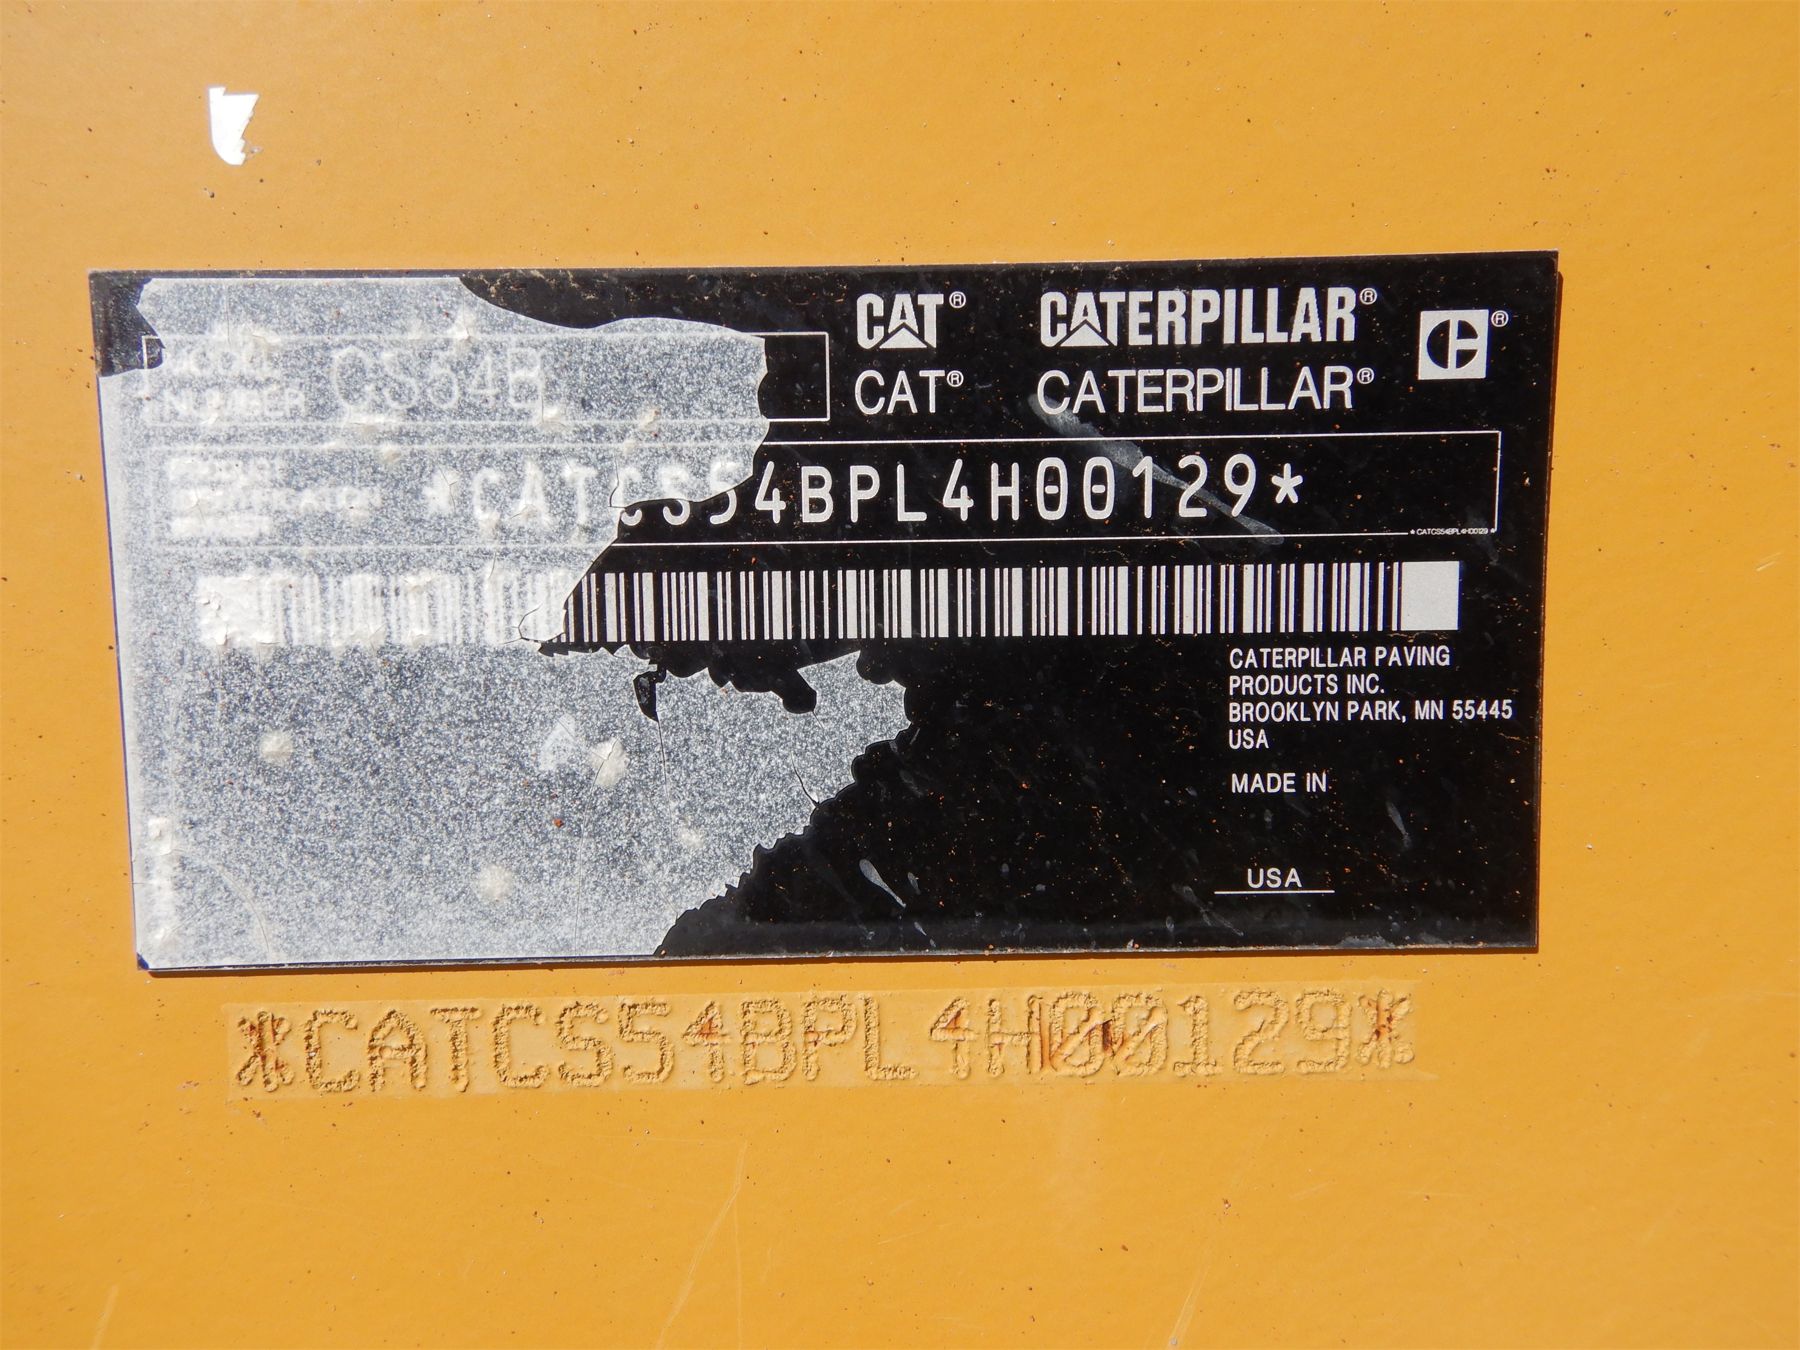 CAT® CATERPILLAR®
CAT® CATERPILLAR®
MODEL
NUMBER CS54B
*CATCS54BPL4H00129*
*CATCS54BPL4H00129*
CATERPILLAR PAVING
PRODUCTS INC.
BROOKLYN PARK, MN 55445
USA
MADE IN
USA
*CATCS54BPL4H00129*